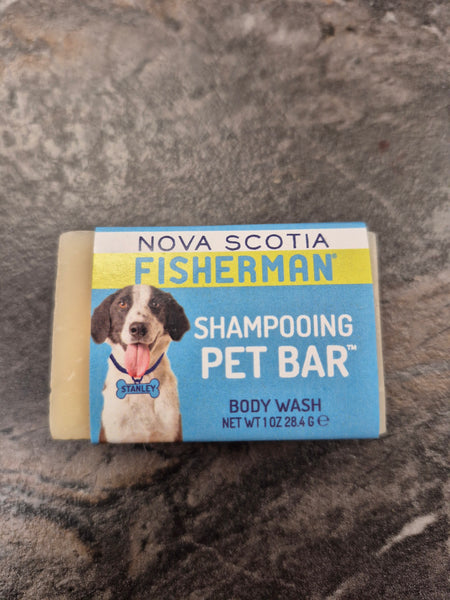 NOVA SCOTIA
FISHERMAN®
SHAMPOOING
PET BAR™
STANLEY
BODY WASH
NET WT 1 OZ 28.4 G ℮